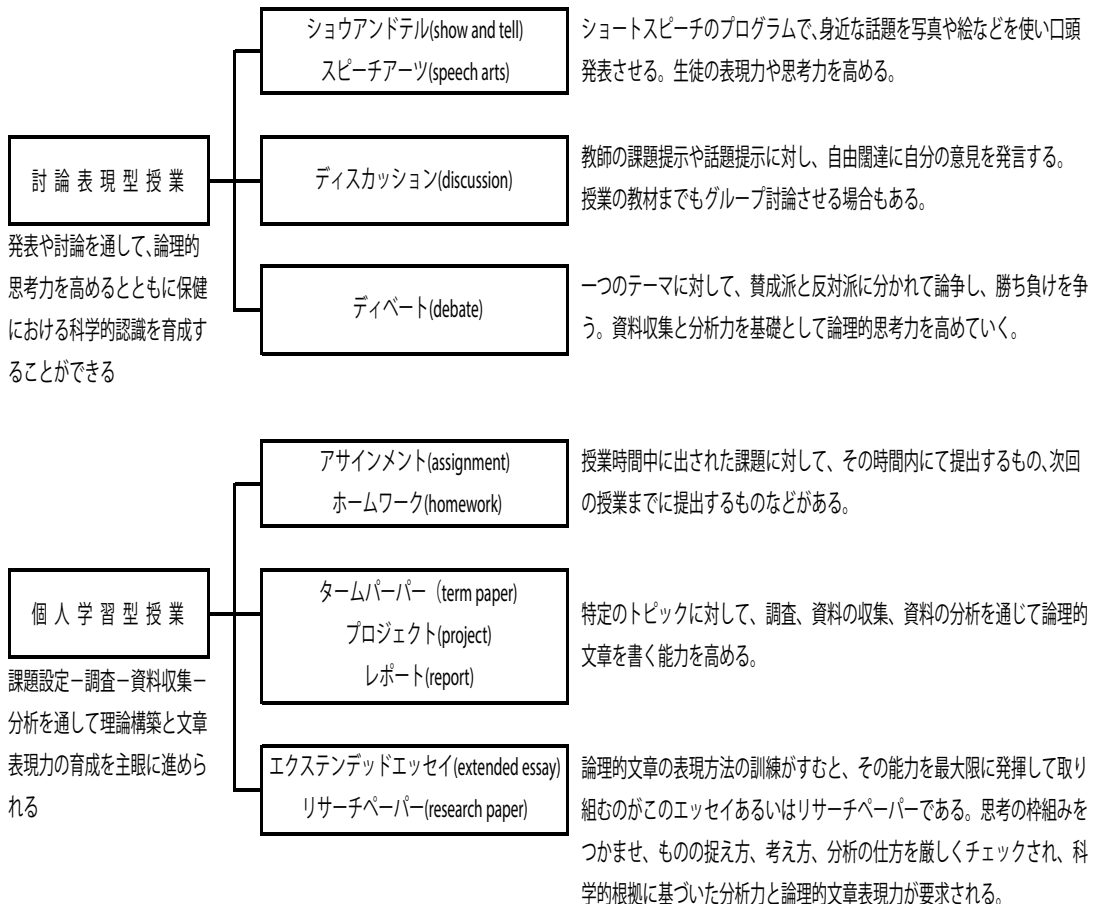 ショウアンドテル(show and tell)
スピーチアーツ(speech arts)
ショートスピーチのプログラムで、身近な話題を写真や絵などを使い口頭
発表させる。生徒の表現力や思考力を高める。
討論表現型授業
発表や討論を通して、論理的
思考力を高めるとともに保健
における科学的認識を育成す
ることができる
ディスカッション(discussion)
教師の課題提示や話題提示に対し、自由闊達に自分の意見を発言する。
授業の教材までもグループ討論させる場合もある。
ディベート(debate)
一つのテーマに対して、賛成派と反対派に分かれて論争し、勝ち負けを争
う。資料収集と分析力を基礎として論理的思考力を高めていく。
アサインメント(assignment)
ホームワーク(homework)
授業時間中に出された課題に対して、その時間内にて提出するもの、次回
の授業までに提出するものなどがある。
個人学習型授業
課題設定－調査－資料収集－
分析を通して理論構築と文章
表現力の育成を主眼に進めら
れる
タームパーパー（term paper)
プロジェクト(project)
レポート(report)
特定のトピックに対して、調査、資料の収集、資料の分析を通じて論理的
文章を書く能力を高める。
エクステンデッドエッセイ(extended essay)
リサーチペーパー(research paper)
論理的文章の表現方法の訓練がすむと、その能力を最大限に発揮して取り
組むのがこのエッセイあるいはリサーチペーパーである。思考の枠組みを
つかませ、ものの捉え方、考え方、分析の仕方を厳しくチェックされ、科
学的根拠に基づいた分析力と論理的文章表現力が要求される。